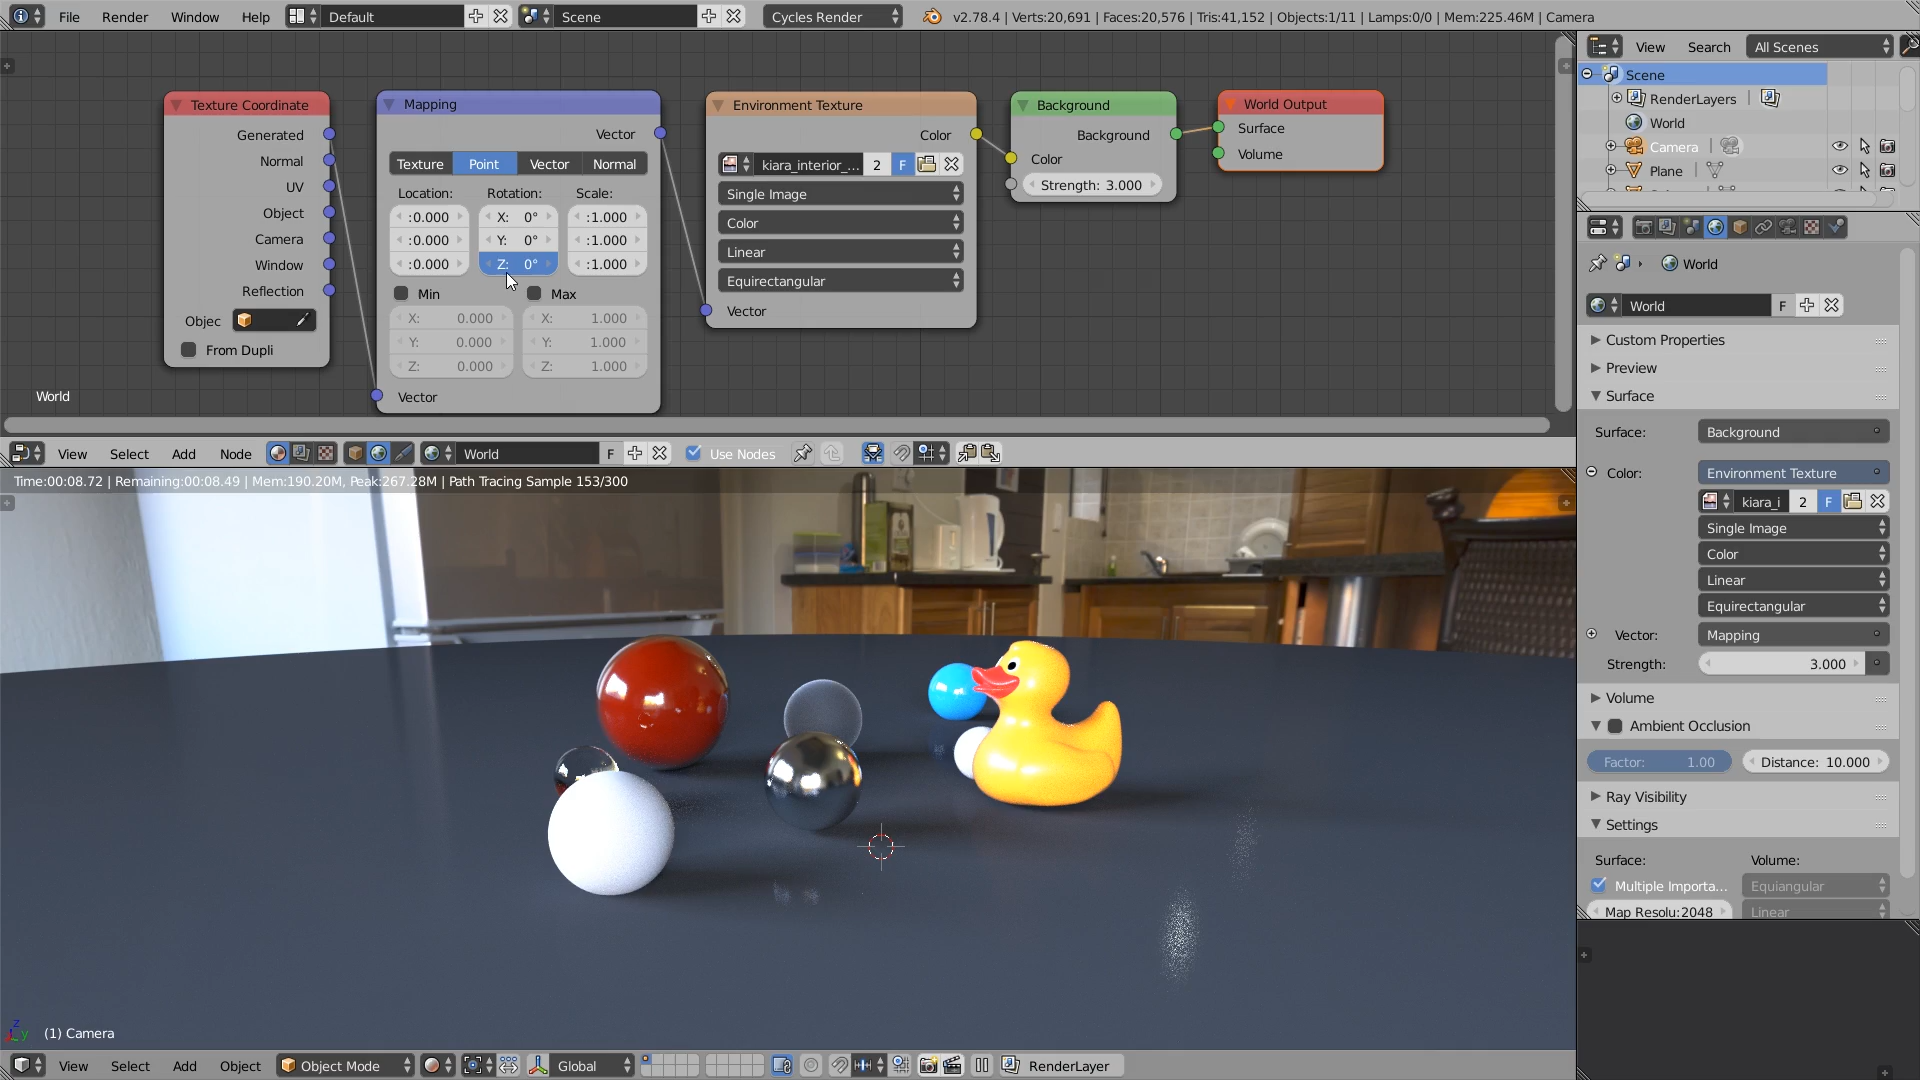 File Render Window Help Default Scene Cycles Render v2.78.4 | Verts:20,691 | Faces:20,576 | Tris:41,152 | Objects:1/11 | Lamps:0/0 | Mem:225.46M | Camera
Texture Coordinate
Generated
Normal
UV
Object
Camera
Window
Reflection
Objec
From Dupli
Mapping
Vector
Texture Point Vector Normal
Location: Rotation: Scale:
:0.000 X: 0° :1.000
:0.000 Y: 0° :1.000
:0.000 Z: 0° :1.000
Min Max
X: 0.000 X: 1.000
Y: 0.000 Y: 1.000
Z: 0.000 Z: 1.000
Vector
Environment Texture
Color
kiara_interior_... 2 F
Single Image
Color
Linear
Equirectangular
Vector
Background
Background
Color
Strength: 3.000
World Output
Surface
Volume
World
View Select Add Node World F Use Nodes
Time:00:08.72 | Remaining:00:08.49 | Mem:190.20M, Peak:267.28M | Path Tracing Sample 153/300
z
y
(1) Camera
View Select Add Object Object Mode Global RenderLayer
View Search All Scenes
Scene
RenderLayers |
World
Camera |
Plane
World
World F
Custom Properties
Preview
Surface
Surface: Background
Color: Environment Texture
kiara_i 2 F
Single Image
Color
Linear
Equirectangular
Vector: Mapping
Strength: 3.000
Volume
Ambient Occlusion
Factor: 1.00 Distance: 10.000
Ray Visibility
Settings
Surface: Volume:
Multiple Importa... Equiangular
Map Resolu:2048 Linear